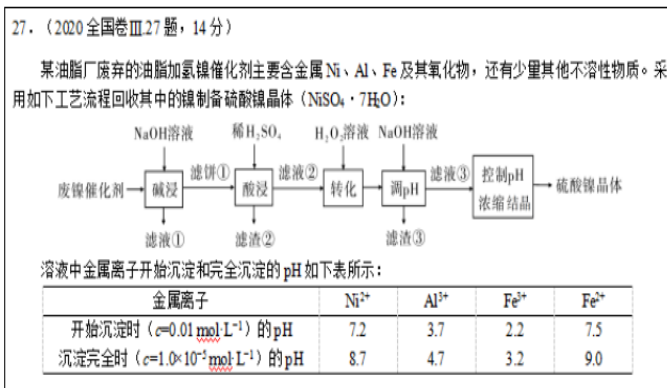 27.（2020全国卷Ⅲ.27题，14分）
某油脂厂废弃的油脂加氢镍催化剂主要含金属Ni、Al、Fe及其氧化物，还有少量其他不溶性物质。采
用如下工艺流程回收其中的镍制备硫酸镍晶体（NiSO₄·7H₂O）：
NaOH溶液 稀H₂SO₄ H₂O₂溶液 NaOH溶液
废镍催化剂 碱浸 滤饼① 酸浸 滤液② 转化 调pH 滤液③ 控制pH 浓缩结晶 硫酸镍晶体
滤液① 滤渣② 滤渣③
溶液中金属离子开始沉淀和完全沉淀的pH如下表所示：
金属离子 Ni²⁺ Al³⁺ Fe³⁺ Fe²⁺
开始沉淀时（c=0.01 mol·L⁻¹）的pH 7.2 3.7 2.2 7.5
沉淀完全时（c=1.0×10⁻⁵ mol·L⁻¹）的pH 8.7 4.7 3.2 9.0